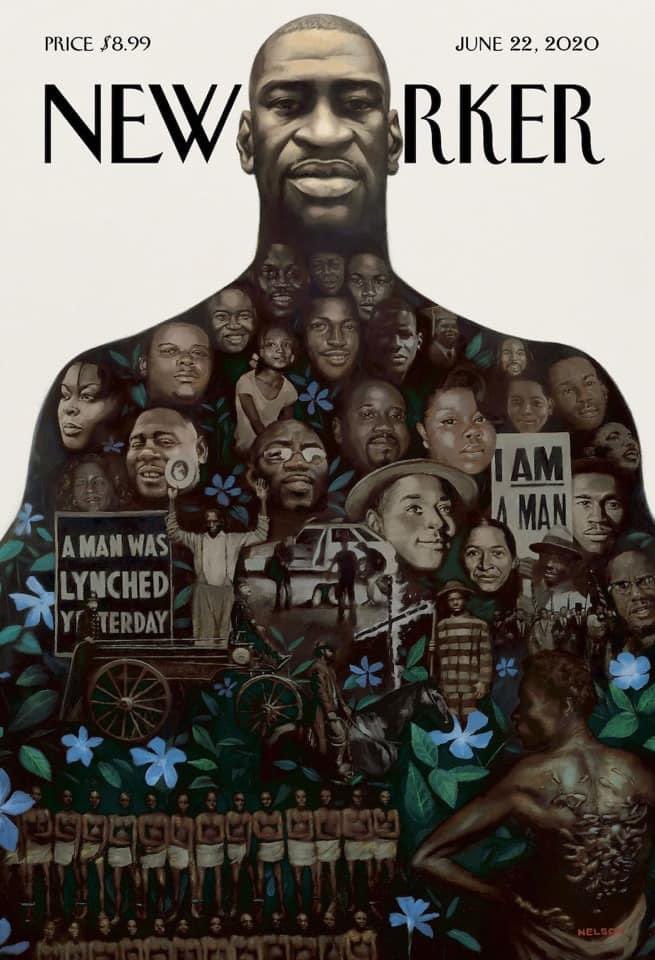 PRICE $8.99
JUNE 22, 2020
NEW RKER
I AM
A MAN
A MAN WAS
LYNCHED
YESTERDAY
NELSON